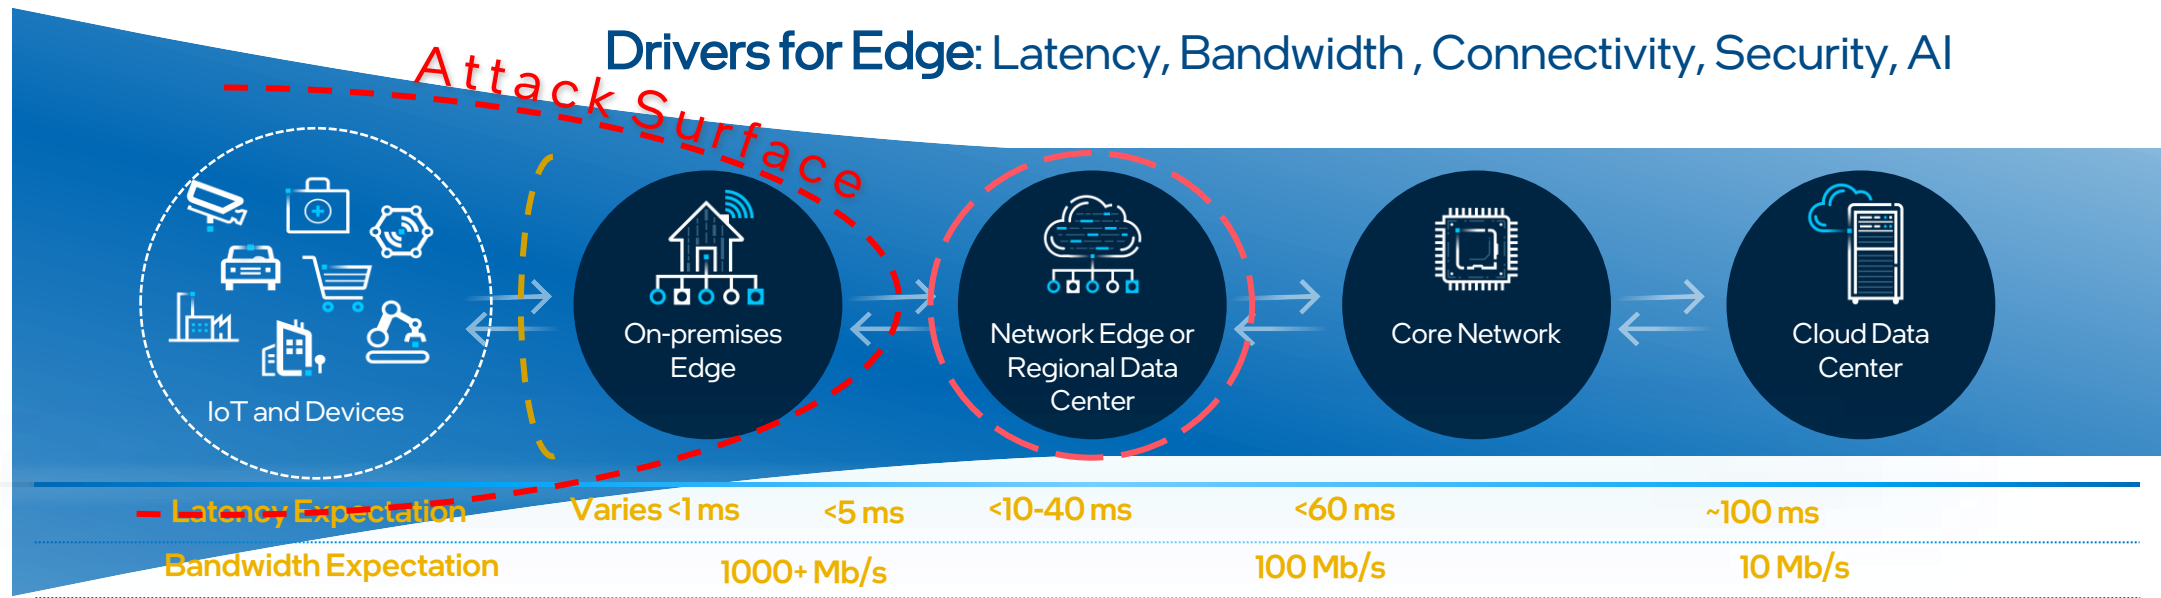 Drivers for Edge: Latency, Bandwidth , Connectivity, Security, AI
Attack Surface
IoT and Devices
On-premises
Edge
Network Edge or
Regional Data
Center
Core Network
Cloud Data
Center
Latency Expectation Varies <1 ms <5 ms <10-40 ms <60 ms ~100 ms
Bandwidth Expectation 1000+ Mb/s 100 Mb/s 10 Mb/s